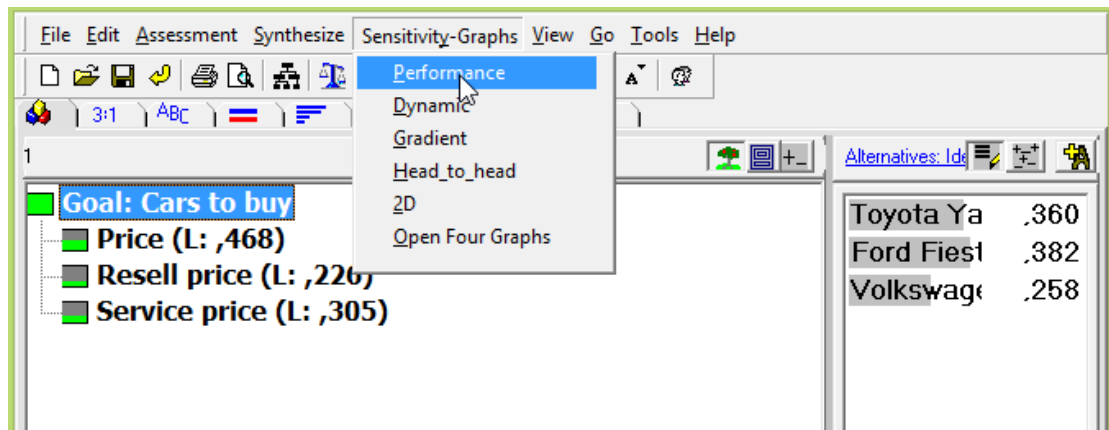 File Edit Assessment Synthesize Sensitivity-Graphs View Go Tools Help
3:1 ABC
Performance
Dynamic
Gradient
Head_to_head
2D
Open Four Graphs
1
Alternatives: Ide
Goal: Cars to buy
Price (L: ,468)
Resell price (L: ,226)
Service price (L: ,305)
Toyota Ya ,360
Ford Fiest ,382
Volkswage ,258